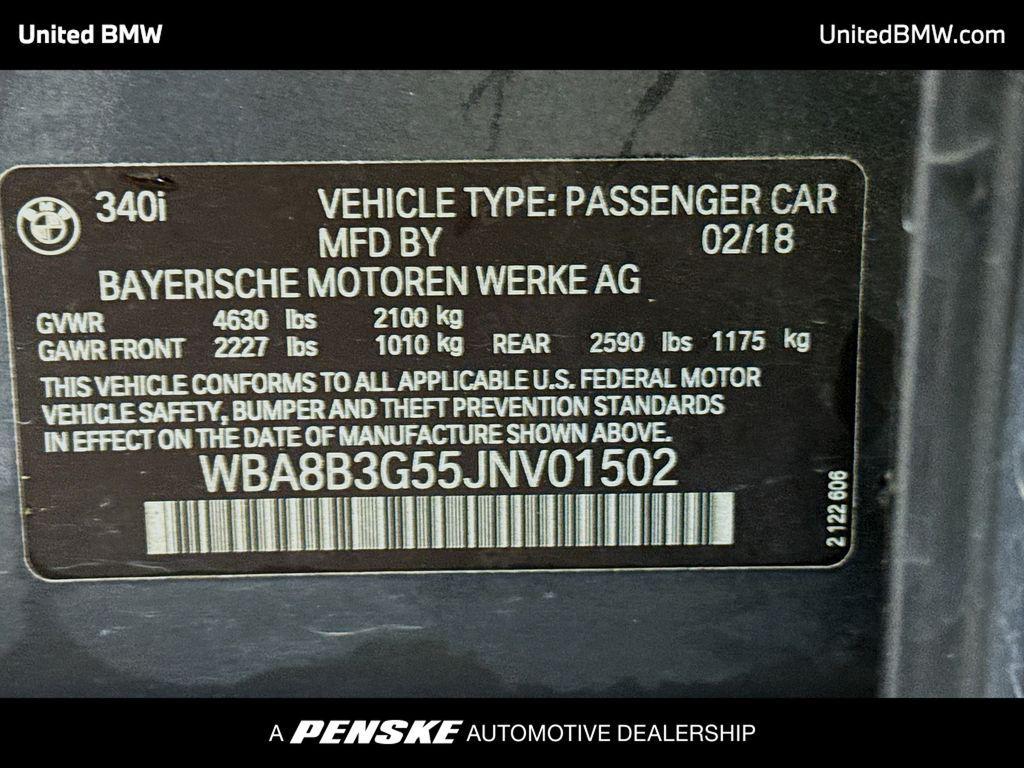 United BMW
UnitedBMW.com
340i
VEHICLE TYPE: PASSENGER CAR
MFD BY 02/18
BAYERISCHE MOTOREN WERKE AG
GVWR 4630 lbs 2100 kg
GAWR FRONT 2227 lbs 1010 kg REAR 2590 lbs 1175 kg
THIS VEHICLE CONFORMS TO ALL APPLICABLE U.S. FEDERAL MOTOR
VEHICLE SAFETY, BUMPER AND THEFT PREVENTION STANDARDS
IN EFFECT ON THE DATE OF MANUFACTURE SHOWN ABOVE.
WBA8B3G55JNV01502
2122606
A PENSKE AUTOMOTIVE DEALERSHIP